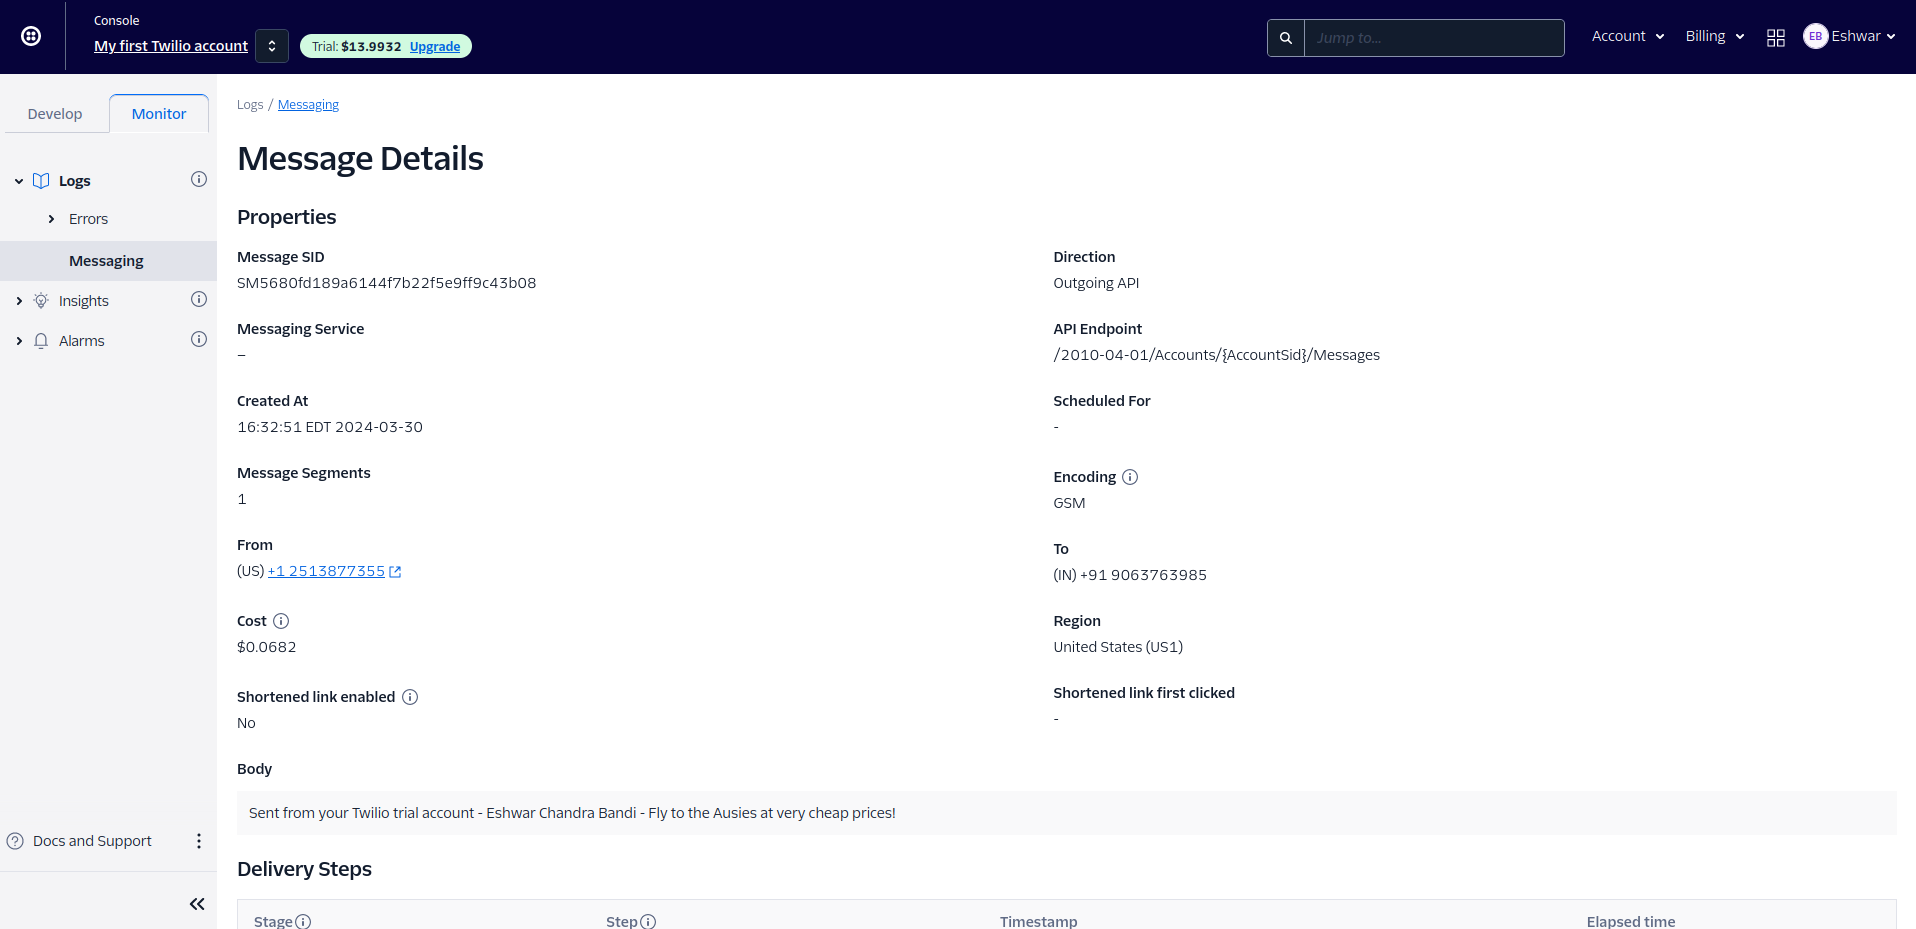 Console
My first Twilio account
Trial: $13.9932 Upgrade
Jump to...
Account
Billing
EB Eshwar
Develop
Monitor
Logs
Errors
Messaging
Insights
Alarms
Docs and Support
Logs / Messaging
Message Details
Properties
Message SID
SM5680fd189a6144f7b22f5e9ff9c43b08
Direction
Outgoing API
Messaging Service
–
API Endpoint
/2010-04-01/Accounts/{AccountSid}/Messages
Created At
16:32:51 EDT 2024-03-30
Scheduled For
-
Message Segments
1
Encoding
GSM
From
(US) +1 2513877355
To
(IN) +91 9063763985
Cost
$0.0682
Region
United States (US1)
Shortened link enabled
No
Shortened link first clicked
-
Body
Sent from your Twilio trial account - Eshwar Chandra Bandi - Fly to the Ausies at very cheap prices!
Delivery Steps
Stage Step Timestamp Elapsed time